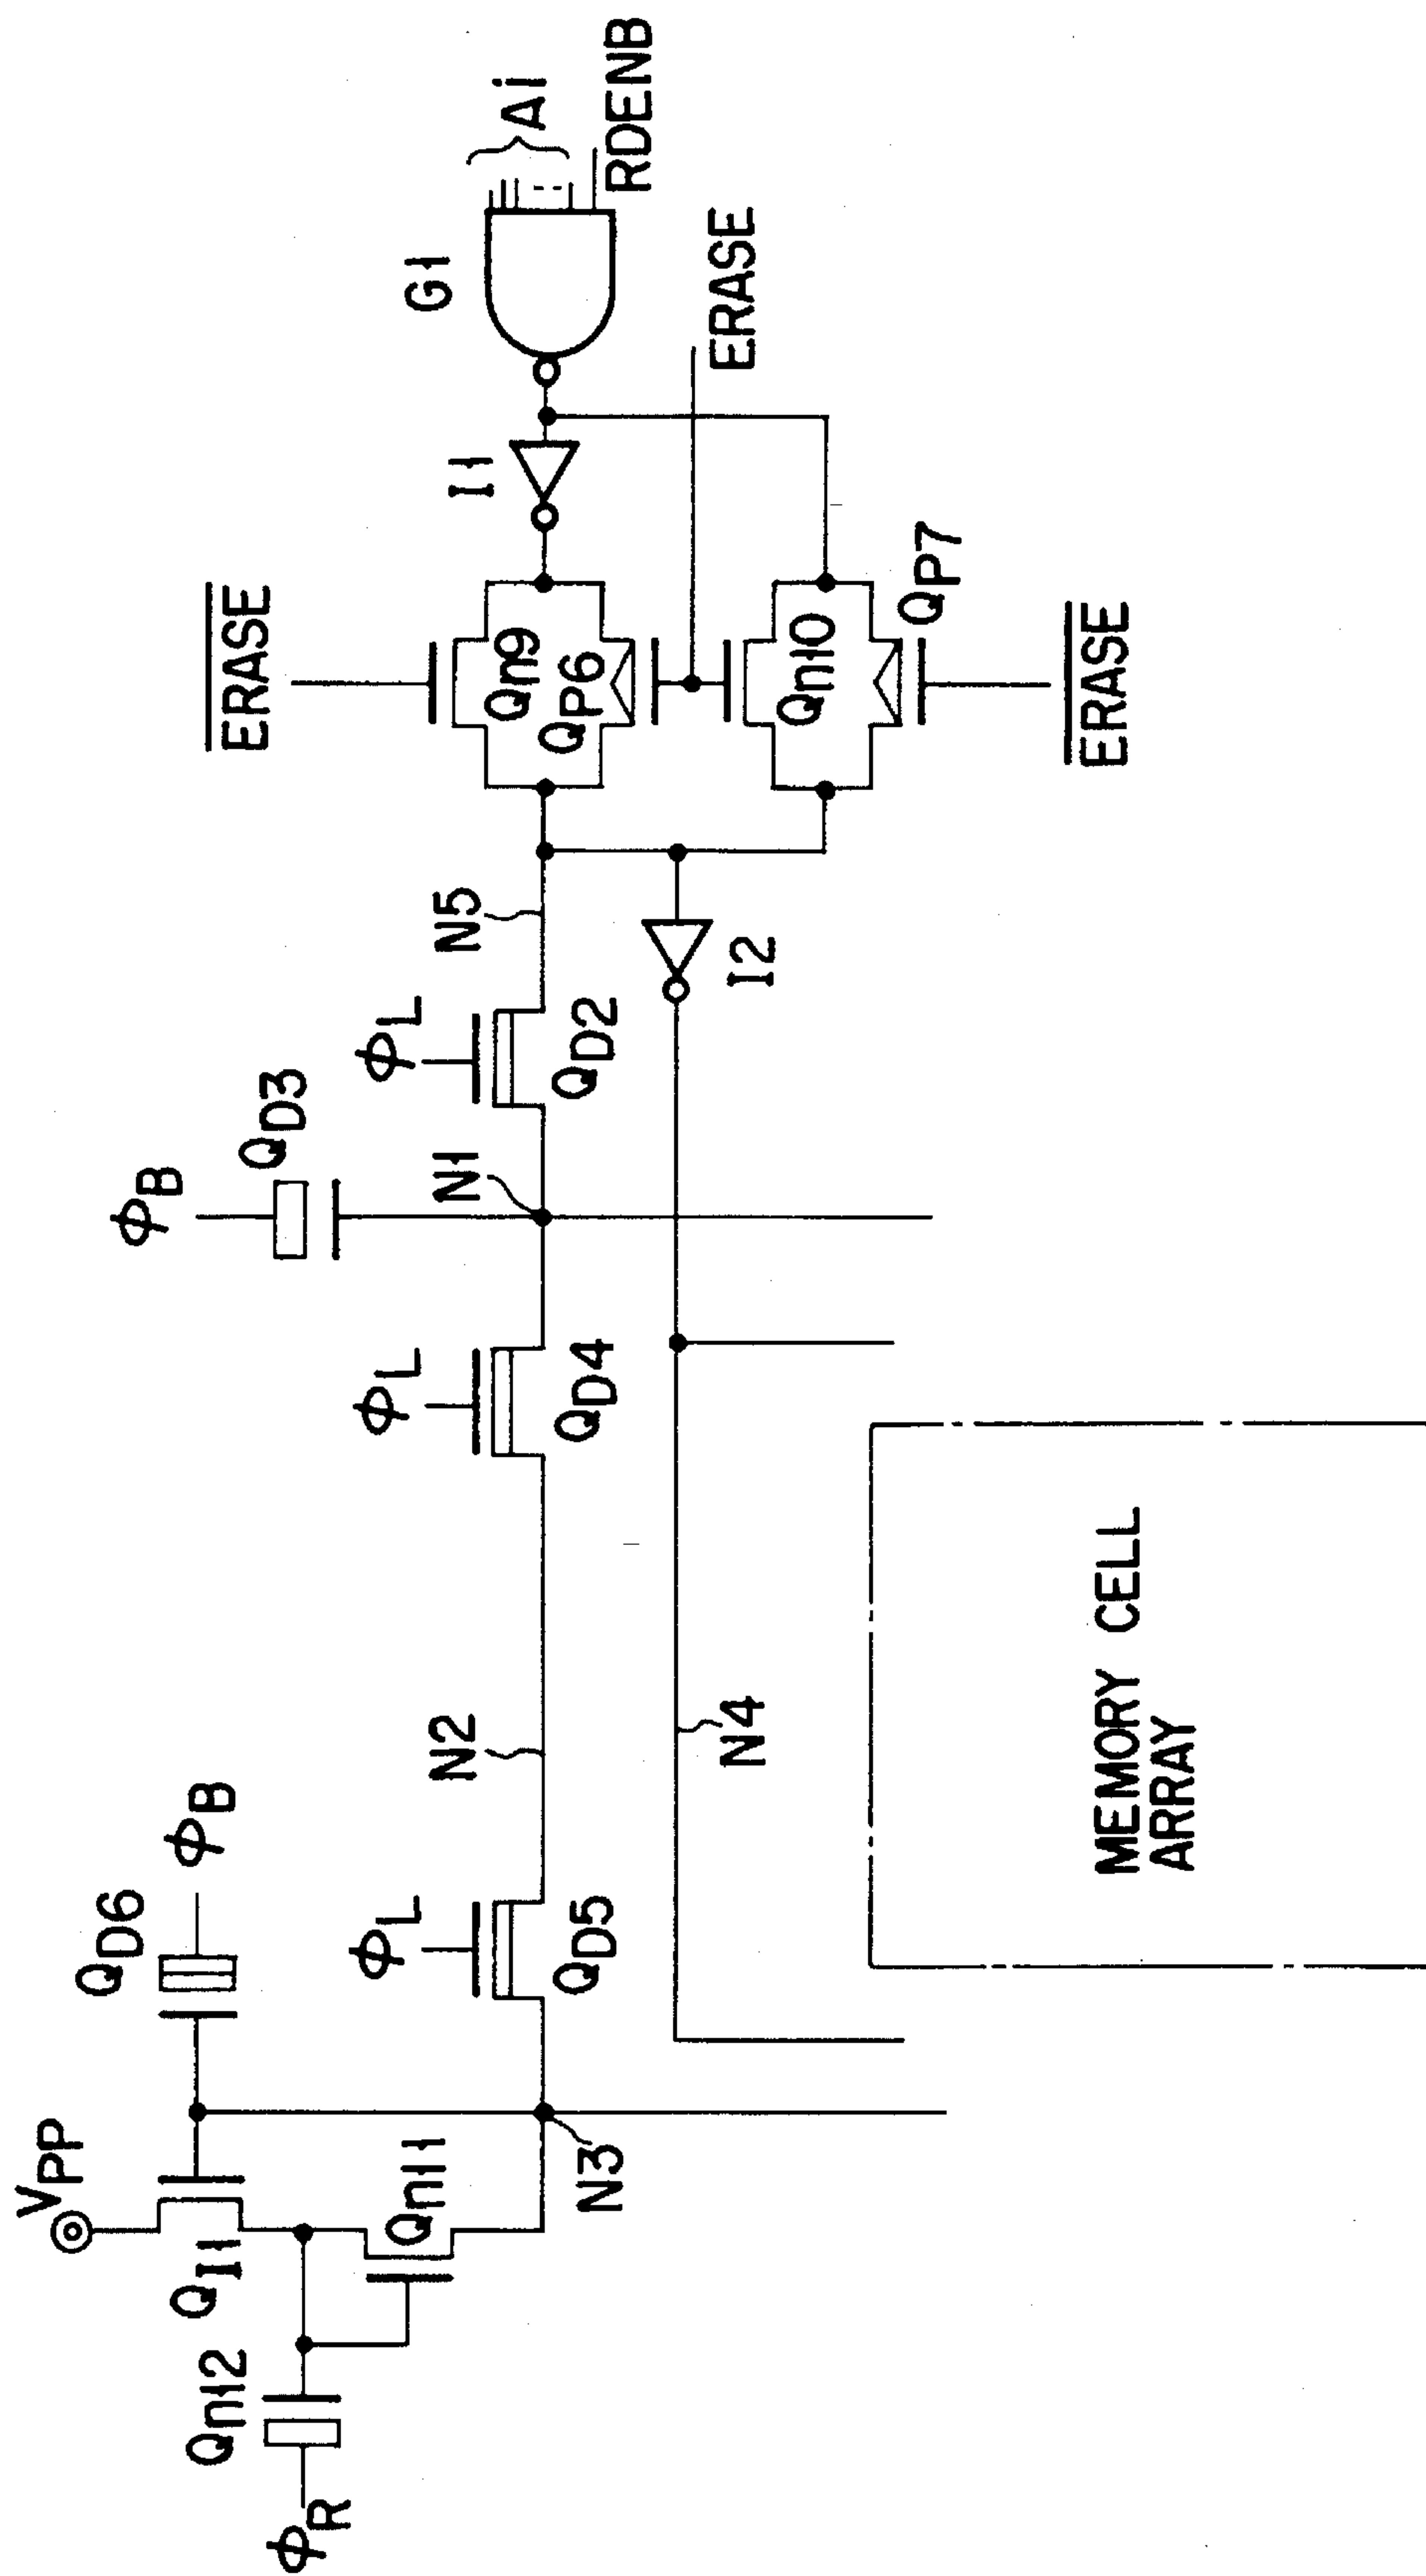 Ai
RDENB
G1
ERASE
I1
ERASE
Qn9
QP6
Qn10
QP7
ERASE
N5
I2
ϕL
QD2
QD3
ϕB
N1
ϕL
QD4
N2
N4
MEMORY CELL
ARRAY
ϕB
QD6
ϕL
QD5
VPP
N3
Qn11
QI1
Qn12
ϕR